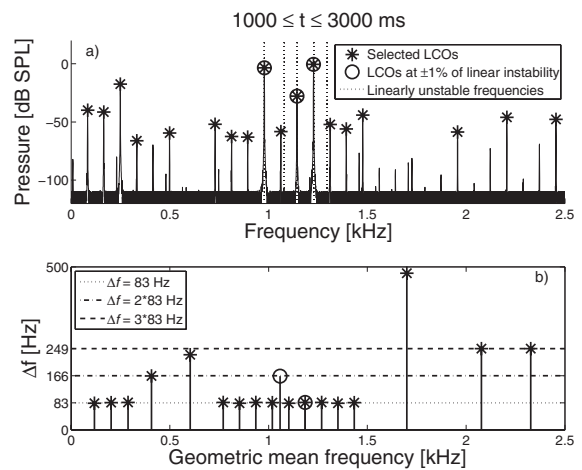 1000 ≤ t ≤ 3000 ms
a)
Selected LCOs
LCOs at ±1% of linear instability
Linearly unstable frequencies
Pressure [dB SPL]
0
−50
−100
0 0.5 1 1.5 2 2.5
Frequency [kHz]
b)
Δf = 83 Hz
Δf = 2*83 Hz
Δf = 3*83 Hz
Δf [Hz]
500
249
166
83
0
0 0.5 1 1.5 2 2.5
Geometric mean frequency [kHz]